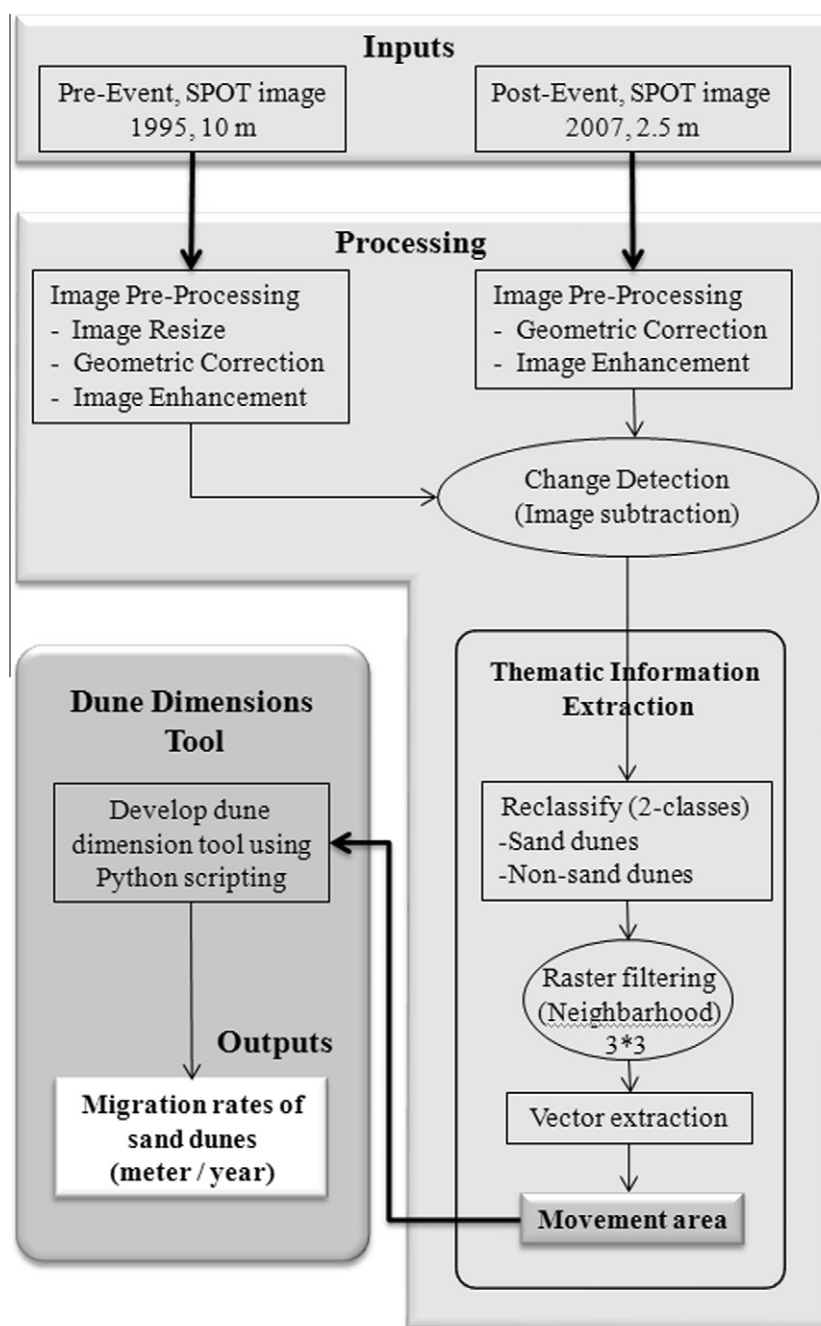 Inputs
Pre-Event, SPOT image
1995, 10 m
Post-Event, SPOT image
2007, 2.5 m
Processing
Image Pre-Processing
- Image Resize
- Geometric Correction
- Image Enhancement
Image Pre-Processing
- Geometric Correction
- Image Enhancement
Change Detection
(Image subtraction)
Thematic Information
Extraction
Reclassify (2-classes)
-Sand dunes
-Non-sand dunes
Raster filtering
(Neighbarhood)
3*3
Vector extraction
Movement area
Dune Dimensions
Tool
Develop dune
dimension tool using
Python scripting
Outputs
Migration rates of
sand dunes
(meter / year)